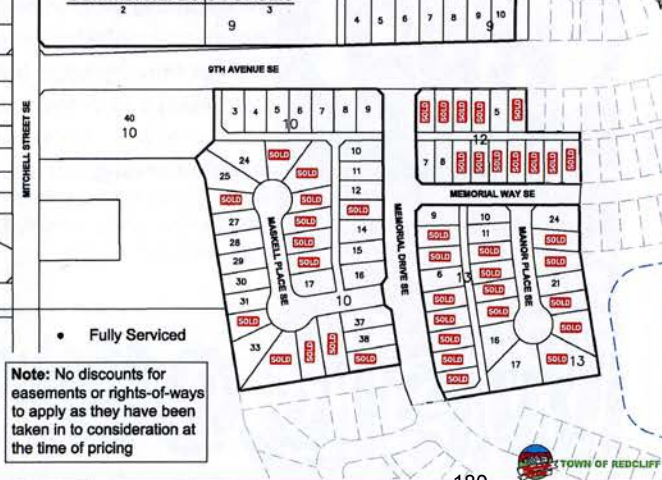 2 3
9
4 5 6 7 8 9 10
9
9TH AVENUE SE
MITCHELL STREET SE
40
10
3 4 5 6 7 8 9
10
SOLD SOLD SOLD SOLD 5 SOLD
12
7 8 SOLD SOLD SOLD SOLD SOLD SOLD SOLD
MEMORIAL WAY SE
MEMORIAL DRIVE SE
MASKELL PLACE SE
MANOR PLACE SE
24
25
SOLD
27
28
29
30
31
SOLD
33
SOLD
SOLD
SOLD
SOLD
SOLD
SOLD
SOLD
SOLD
SOLD
17
10
10
11
12
SOLD
14
15
16
37
38
SOLD
9
SOLD
SOLD
6
SOLD
SOLD
SOLD
SOLD
SOLD
13
10
11
SOLD
SOLD
SOLD
SOLD
16
17
24
SOLD
SOLD
21
SOLD
SOLD
SOLD
13
• Fully Serviced
Note: No discounts for
easements or rights-of-ways
to apply as they have been
taken in to consideration at
the time of pricing
TOWN OF REDCLIFF
180